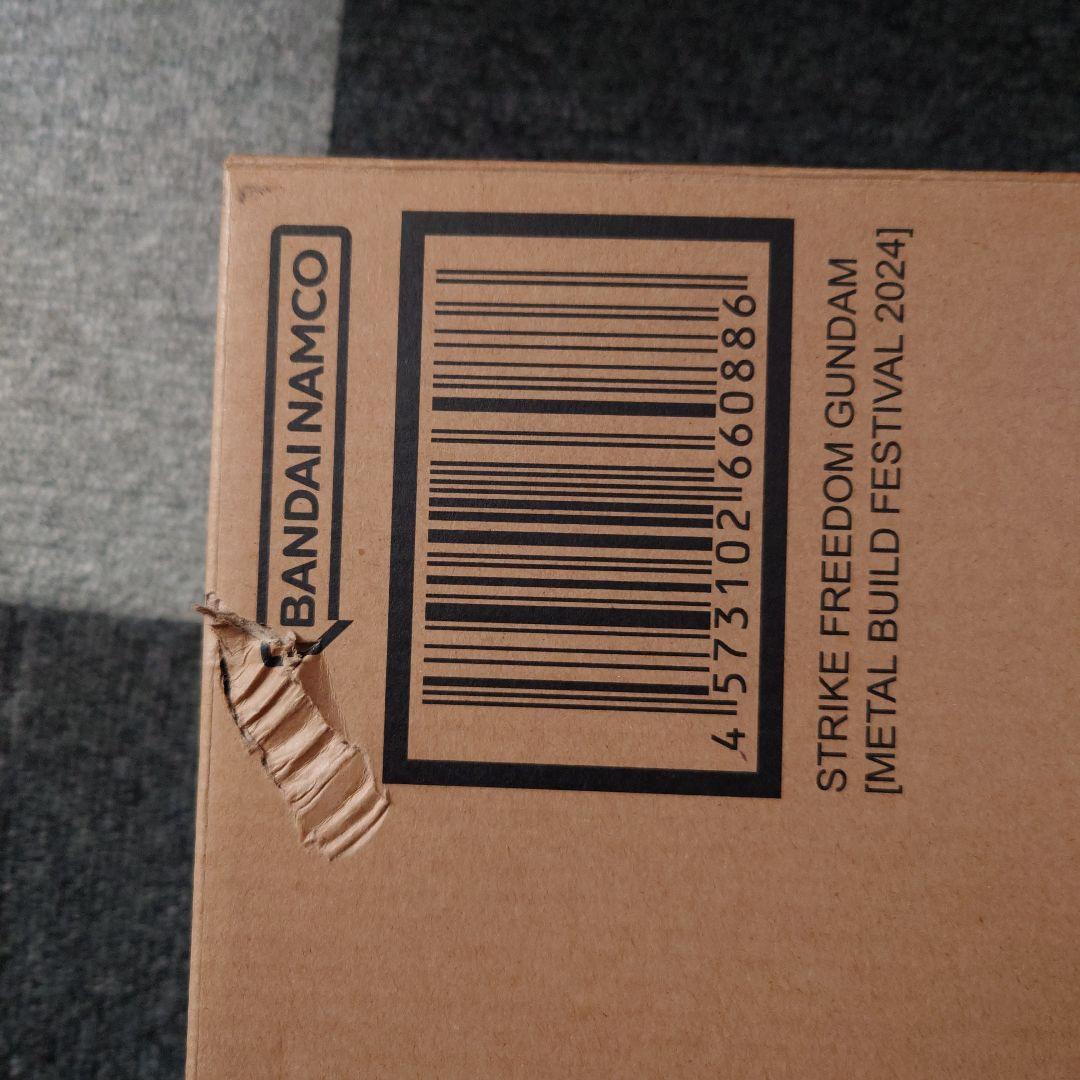 BANDAI NAMCO
4 573102 660886
STRIKE FREEDOM GUNDAM
[METAL BUILD FESTIVAL 2024]